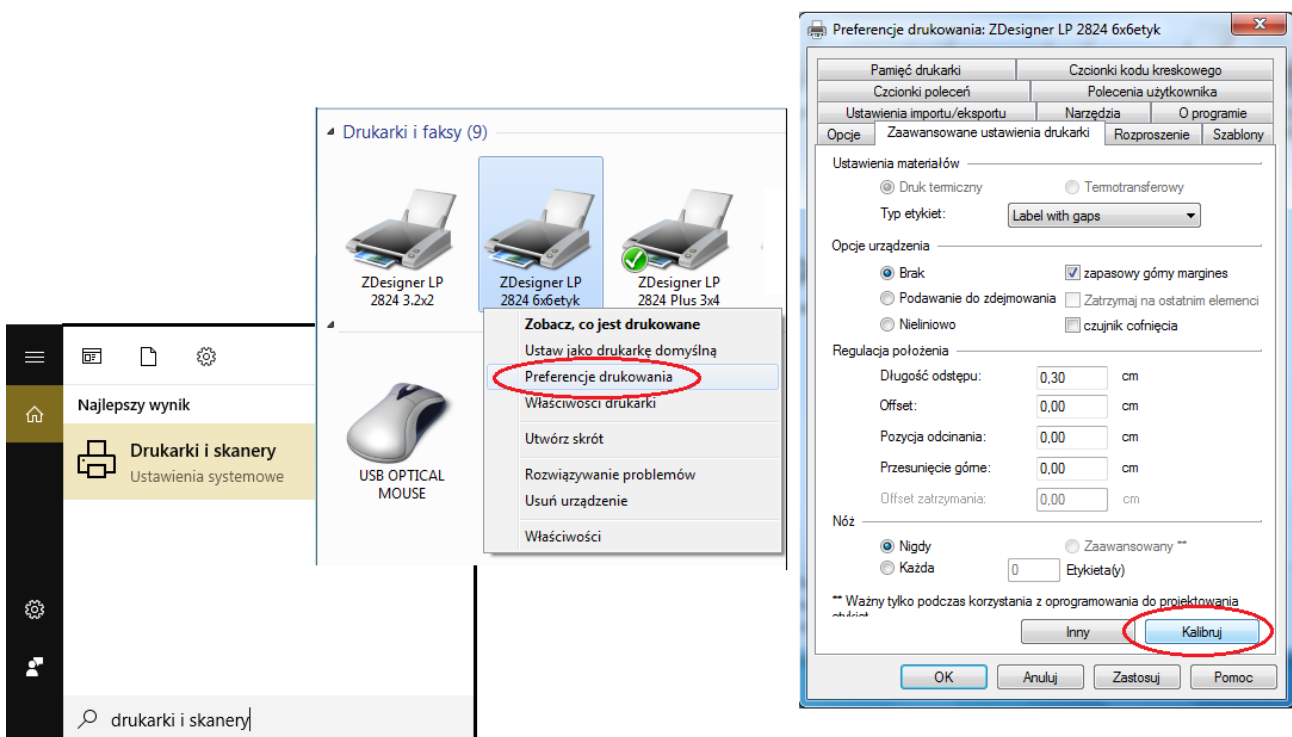 Najlepszy wynik
Drukarki i skanery
Ustawienia systemowe
drukarki i skanery
Drukarki i faksy (9)
ZDesigner LP
2824 3.2x2
ZDesigner LP
2824 6x6etyk
ZDesigner LP
2824 Plus 3x4
Zobacz, co jest drukowane
Ustaw jako drukarkę domyślną
Preferencje drukowania
Właściwości drukarki
Utwórz skrót
Rozwiązywanie problemów
Usuń urządzenie
Właściwości
USB OPTICAL
MOUSE
Preferencje drukowania: ZDesigner LP 2824 6x6etyk
Pamięć drukarki Czcionki kodu kreskowego
Czcionki poleceń Polecenia użytkownika
Ustawienia importu/eksportu Narzędzia O programie
Opcje Zaawansowane ustawienia drukarki Rozproszenie Szablony
Ustawienia materiałów
Druk termiczny Termotransferowy
Typ etykiet: Label with gaps
Opcje urządzenia
Brak zapasowy górny margines
Podawanie do zdejmowania Zatrzymaj na ostatnim elemenci
Nieliniowo czujnik cofnięcia
Regulacja położenia
Długość odstępu: 0,30 cm
Offset: 0,00 cm
Pozycja odcinania: 0,00 cm
Przesunięcie górne: 0,00 cm
Offset zatrzymania: 0,00 cm
Nóż
Nigdy Zaawansowany **
Każda 0 Etykieta(y)
** Ważny tylko podczas korzystania z oprogramowania do projektowania
etykiet
Inny Kalibruj
OK Anuluj Zastosuj Pomoc